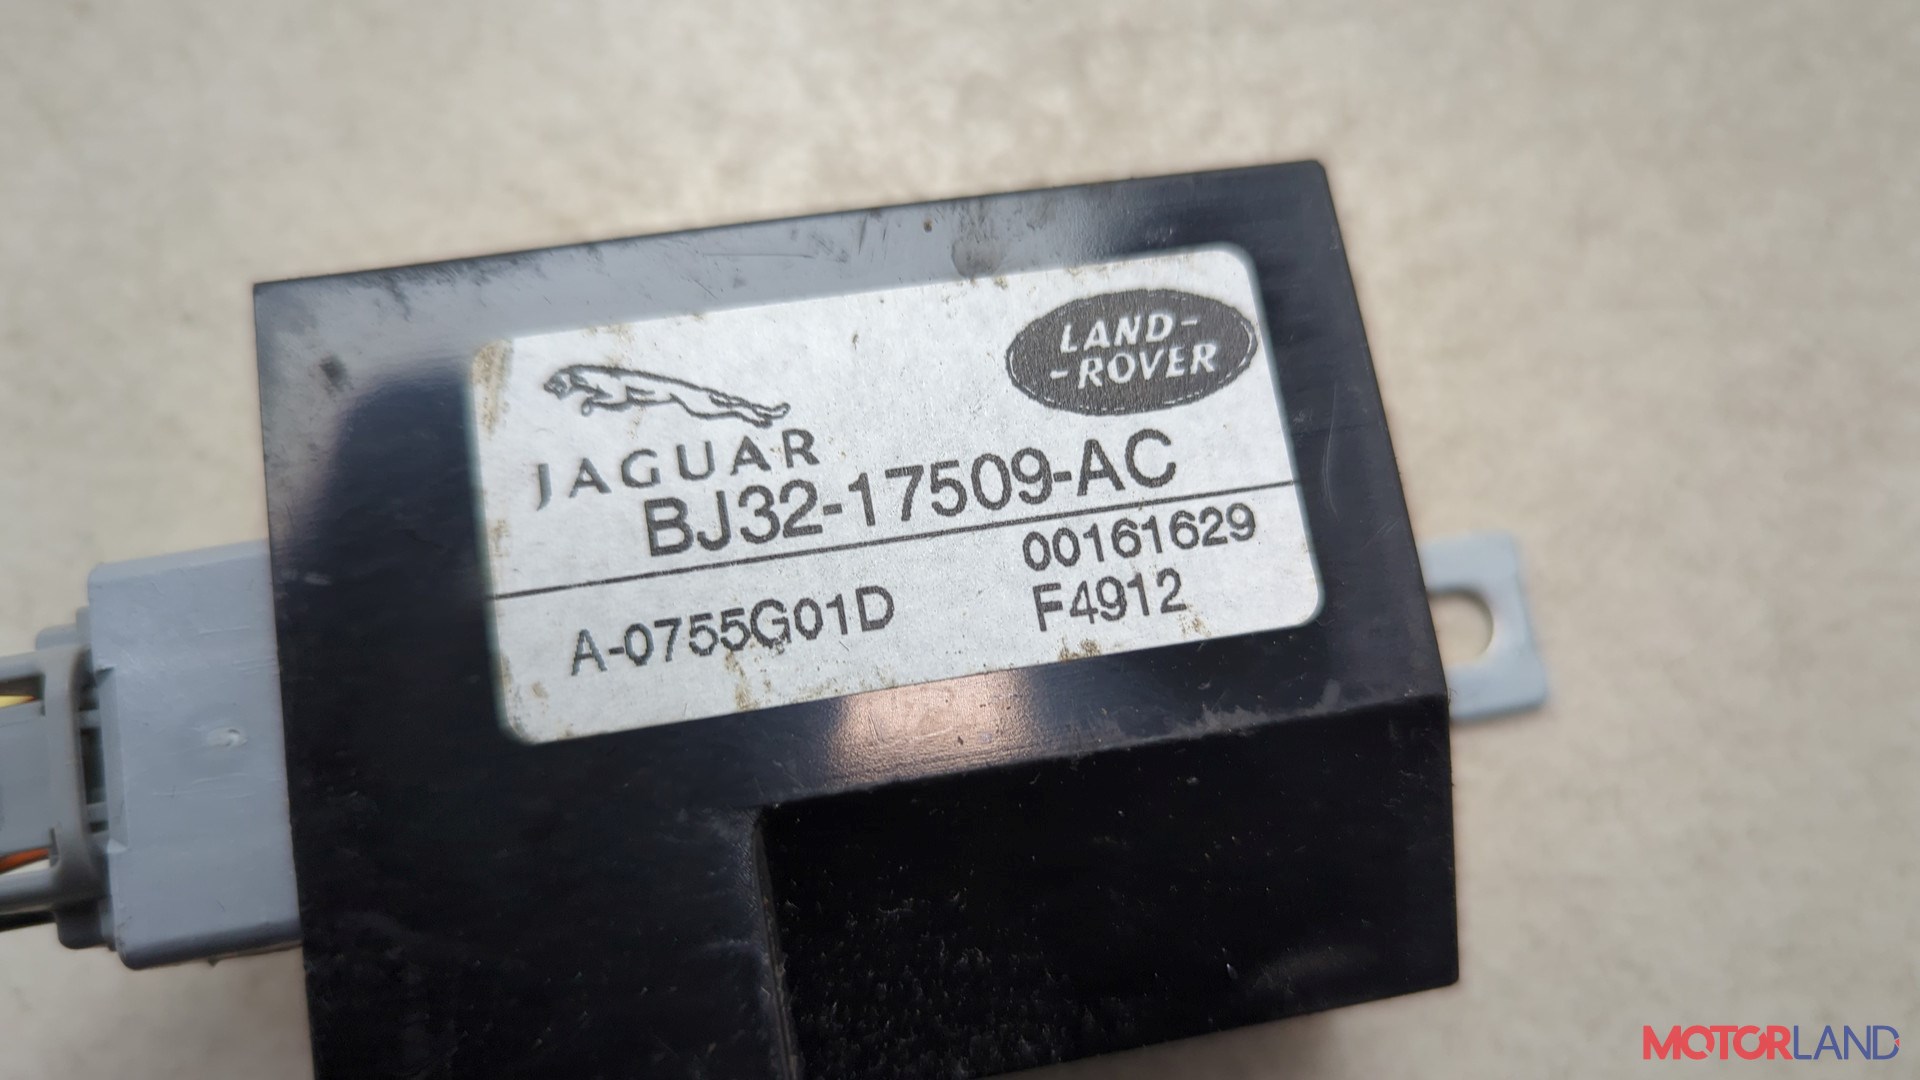 LAND-
-ROVER
JAGUAR
BJ32-17509-AC
00161629
A-0755G01D
F4912
MOTORLAND